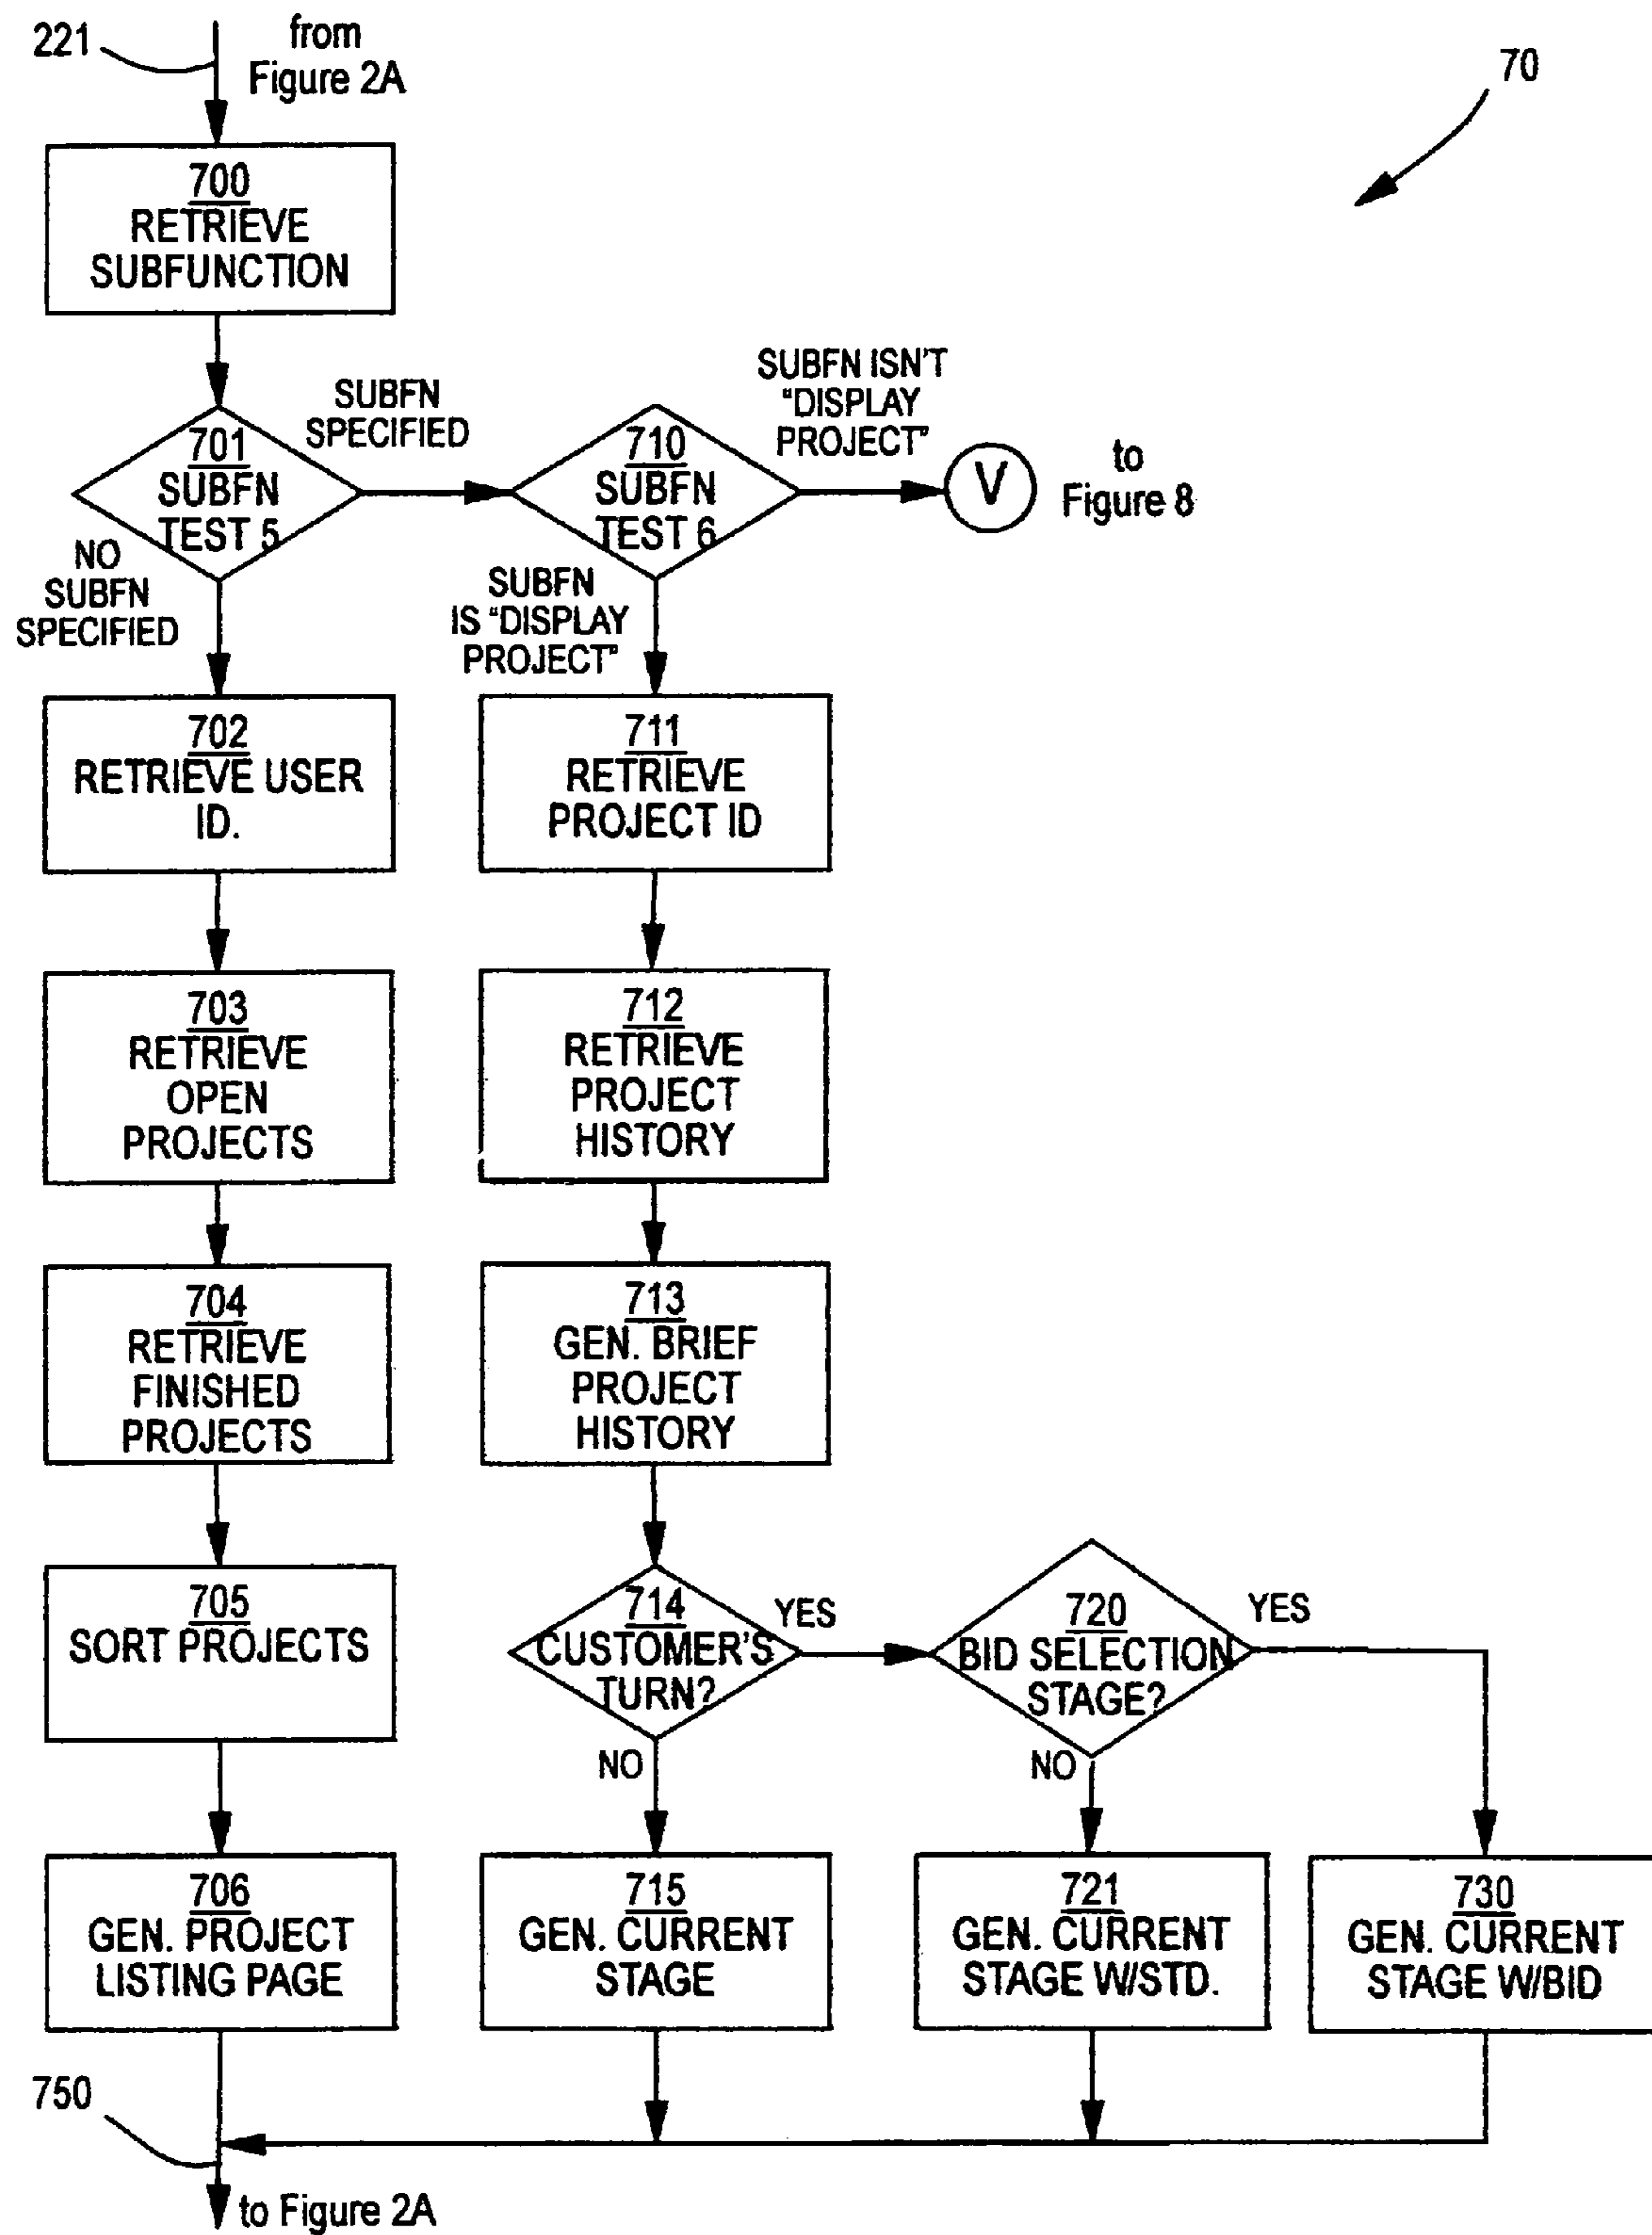 221
from
Figure 2A
70
700
RETRIEVE
SUBFUNCTION
701
SUBFN
TEST 5
SUBFN
SPECIFIED
710
SUBFN
TEST 6
SUBFN ISN'T
"DISPLAY
PROJECT"
V
to
Figure 8
NO
SUBFN
SPECIFIED
SUBFN
IS "DISPLAY
PROJECT"
702
RETRIEVE USER
ID.
711
RETRIEVE
PROJECT ID
703
RETRIEVE
OPEN
PROJECTS
712
RETRIEVE
PROJECT
HISTORY
704
RETRIEVE
FINISHED
PROJECTS
713
GEN. BRIEF
PROJECT
HISTORY
705
SORT PROJECTS
714
CUSTOMER'S
TURN?
YES
720
BID SELECTION
STAGE?
YES
NO
NO
706
GEN. PROJECT
LISTING PAGE
715
GEN. CURRENT
STAGE
721
GEN. CURRENT
STAGE W/STD.
730
GEN. CURRENT
STAGE W/BID
750
to Figure 2A